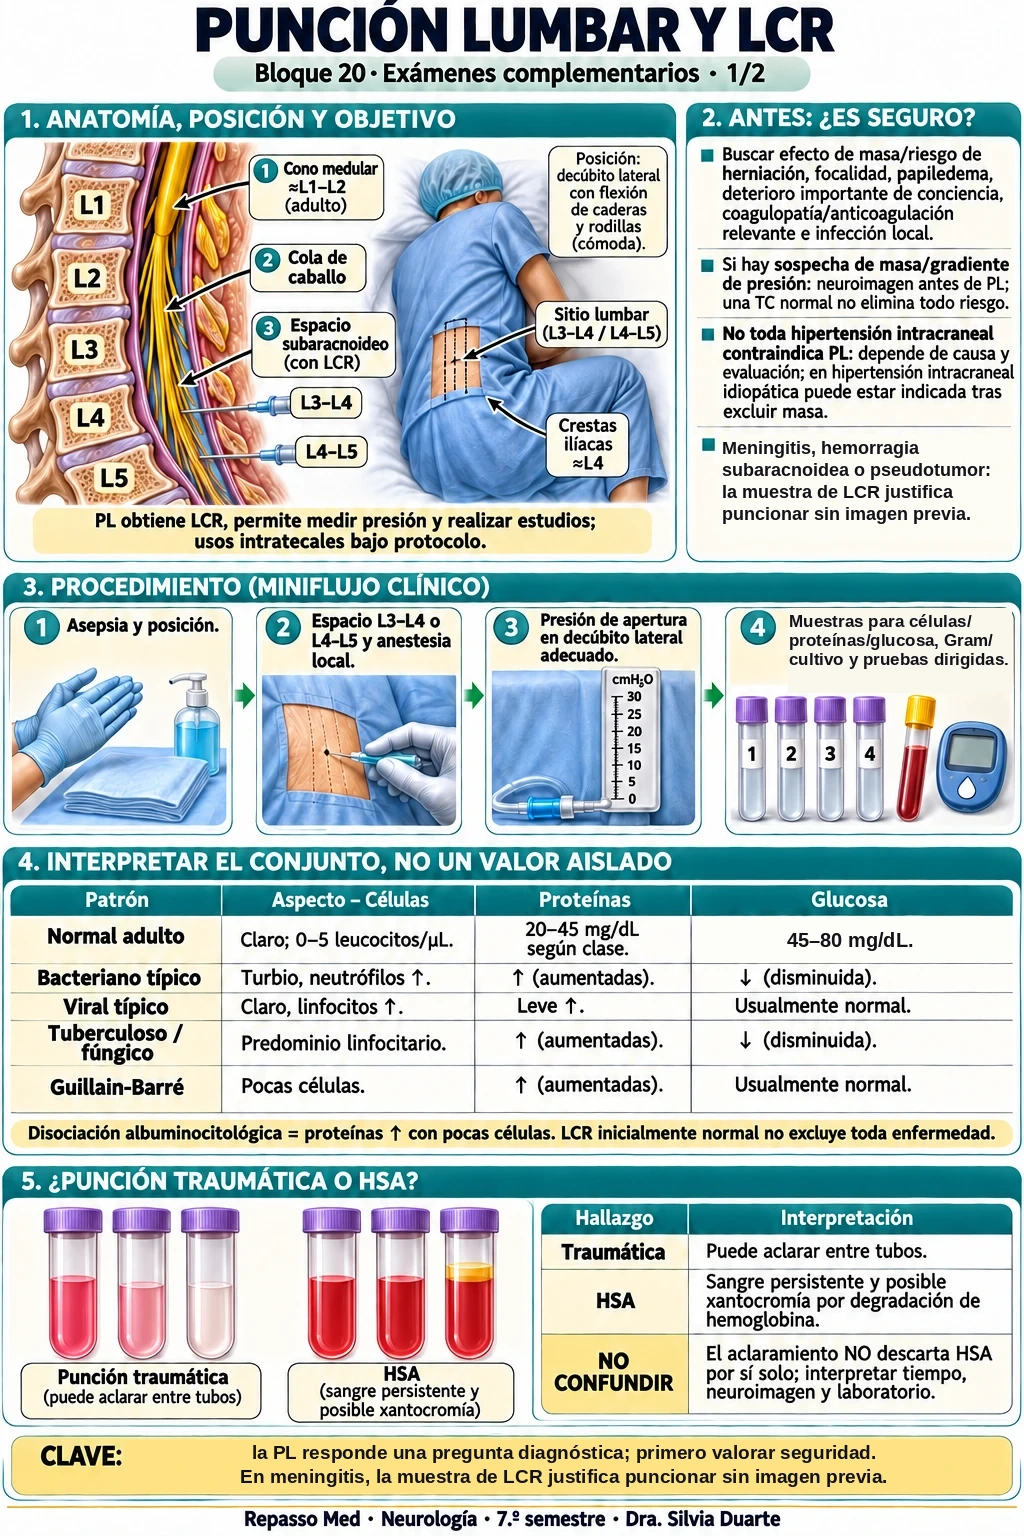 PUNCIÓN LUMBAR Y LCR
Bloque 20 · Exámenes complementarios · 1/2
1. ANATOMÍA, POSICIÓN Y OBJETIVO
L1
L2
L3
L4
L5
1 Cono medular
≈L1–L2
(adulto)
2 Cola de
caballo
3 Espacio
subaracnoideo
(con LCR)
L3–L4
L4–L5
Posición:
decúbito lateral
con flexión
de caderas
y rodillas
(cómoda).
Sitio lumbar
(L3–L4 / L4–L5)
Crestas
ilíacas
≈L4
PL obtiene LCR, permite medir presión y realizar estudios;
usos intratecales bajo protocolo.
2. ANTES: ¿ES SEGURO?
Buscar efecto de masa/riesgo de
herniación, focalidad, papiledema,
deterioro importante de conciencia,
coagulopatía/anticoagulación
relevante e infección local.
Si hay sospecha de masa/gradiente
de presión: neuroimagen antes de PL;
una TC normal no elimina todo riesgo.
No toda hipertensión intracraneal
contraindica PL: depende de causa y
evaluación; en hipertensión intracraneal
idiopática puede estar indicada tras
excluir masa.
Meningitis, hemorragia
subaracnoidea o pseudotumor:
la muestra de LCR justifica
puncionar sin imagen previa.
3. PROCEDIMIENTO (MINIFLUJO CLÍNICO)
1 Asepsia y posición.
2 Espacio L3–L4 o
L4–L5 y anestesia
local.
3 Presión de apertura
en decúbito lateral
adecuado.
cmH₂O
30
25
20
15
10
5
0
4 Muestras para células/
proteínas/glucosa, Gram/
cultivo y pruebas dirigidas.
1 2 3 4
4. INTERPRETAR EL CONJUNTO, NO UN VALOR AISLADO
Patrón Aspecto – Células Proteínas Glucosa
Normal adulto Claro; 0–5 leucocitos/µL. 20–45 mg/dL según clase. 45–80 mg/dL.
Bacteriano típico Turbio, neutrófilos ↑. ↑ (aumentadas). ↓ (disminuida).
Viral típico Claro, linfocitos ↑. Leve ↑. Usualmente normal.
Tuberculoso / fúngico Predominio linfocitario. ↑ (aumentadas). ↓ (disminuida).
Guillain-Barré Pocas células. ↑ (aumentadas). Usualmente normal.
Disociación albuminocitológica = proteínas ↑ con pocas células. LCR inicialmente normal no excluye toda enfermedad.
5. ¿PUNCIÓN TRAUMÁTICA O HSA?
Punción traumática
(puede aclarar entre tubos)
HSA
(sangre persistente y
posible xantocromía)
Hallazgo Interpretación
Traumática Puede aclarar entre tubos.
HSA Sangre persistente y posible
xantocromía por degradación de
hemoglobina.
NO CONFUNDIR El aclaramiento NO descarta HSA
por sí solo; interpretar tiempo,
neuroimagen y laboratorio.
CLAVE: la PL responde una pregunta diagnóstica; primero valorar seguridad.
En meningitis, la muestra de LCR justifica puncionar sin imagen previa.
Repasso Med · Neurología · 7.º semestre · Dra. Silvia Duarte